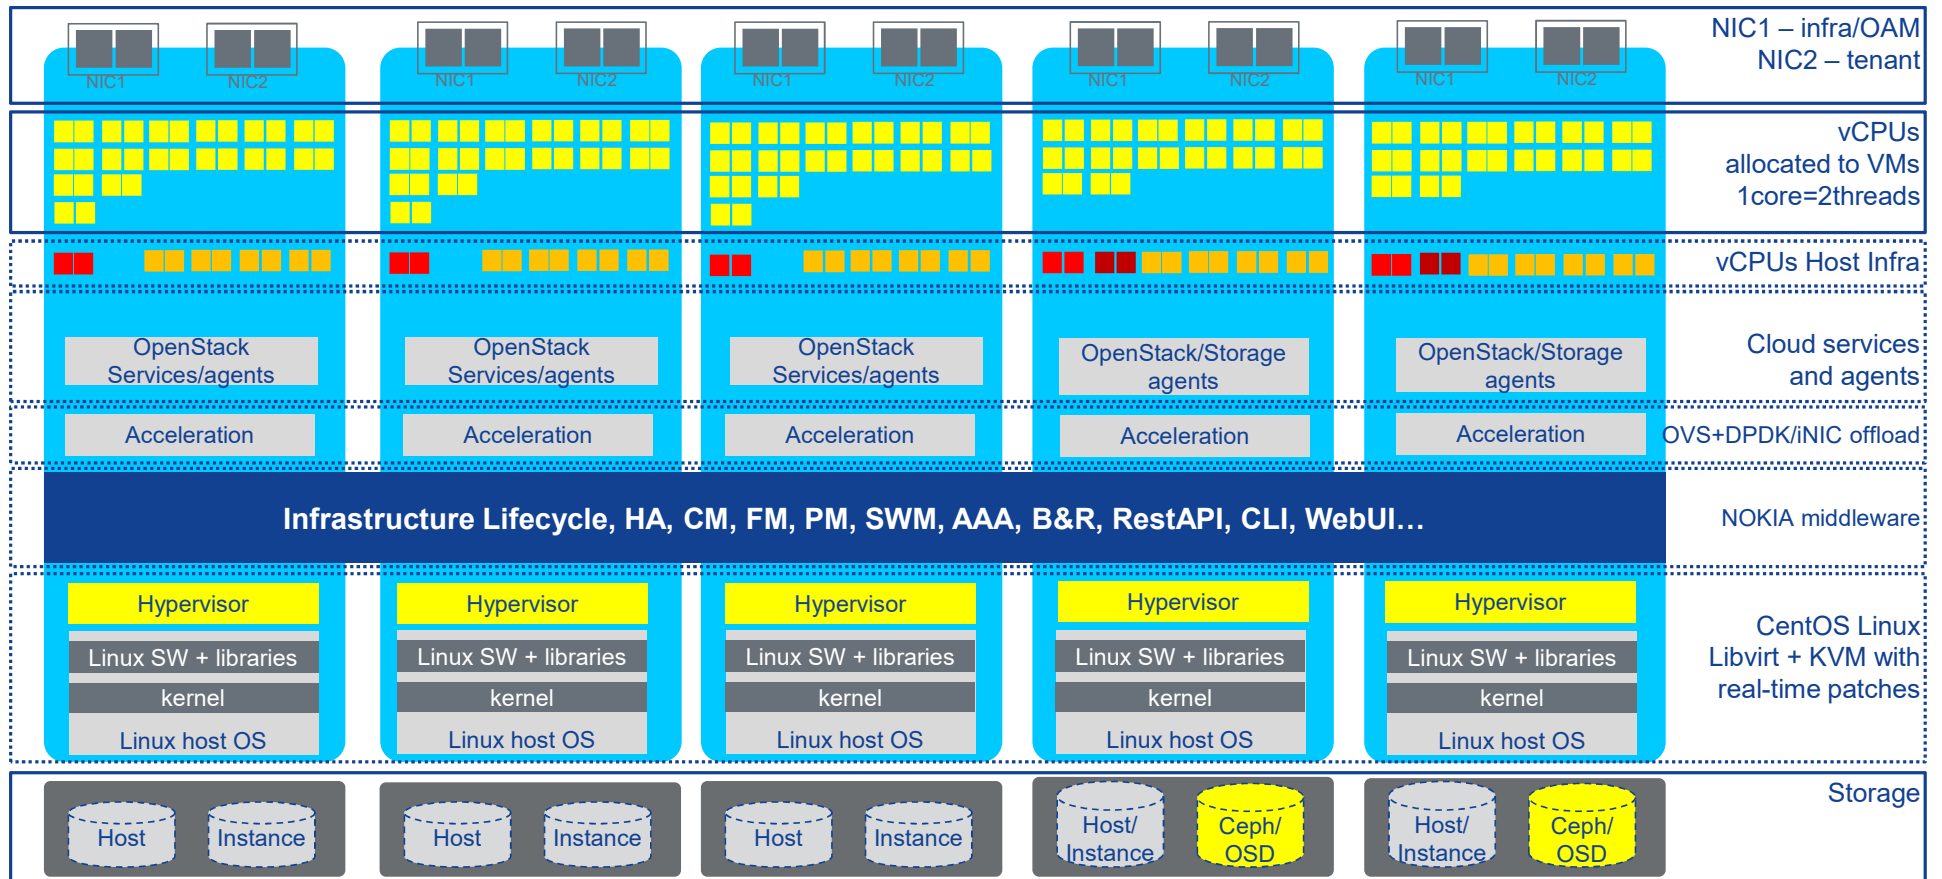 NIC1 – infra/OAM
NIC2 – tenant
NIC1 NIC2 NIC1 NIC2 NIC1 NIC2 NIC1 NIC2 NIC1 NIC2
vCPUs
allocated to VMs
1core=2threads
vCPUs Host Infra
OpenStack
Services/agents
OpenStack
Services/agents
OpenStack
Services/agents
OpenStack/Storage
agents
OpenStack/Storage
agents
Cloud services
and agents
Acceleration Acceleration Acceleration Acceleration Acceleration
OVS+DPDK/iNIC offload
Infrastructure Lifecycle, HA, CM, FM, PM, SWM, AAA, B&R, RestAPI, CLI, WebUI…
NOKIA middleware
Hypervisor Hypervisor Hypervisor Hypervisor Hypervisor
Linux SW + libraries Linux SW + libraries Linux SW + libraries Linux SW + libraries Linux SW + libraries
kernel kernel kernel kernel kernel
Linux host OS Linux host OS Linux host OS Linux host OS Linux host OS
CentOS Linux
Libvirt + KVM with
real-time patches
Storage
Host Instance
Host Instance
Host Instance
Host/
Instance
Ceph/
OSD
Host/
Instance
Ceph/
OSD